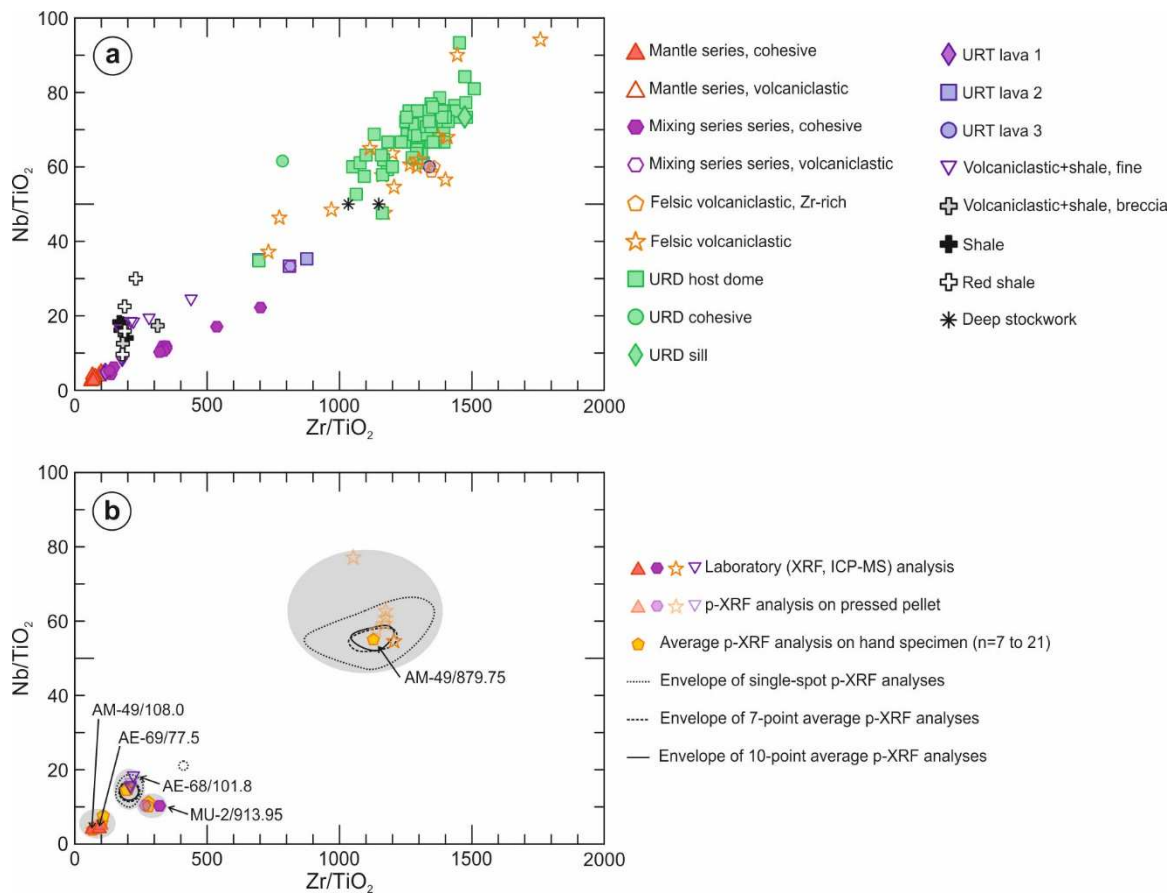 a
100
80
60
40
20
0
Nb/TiO2
0 500 1000 1500 2000
Zr/TiO2
Mantle series, cohesive
Mantle series, volcaniclastic
Mixing series series, cohesive
Mixing series series, volcaniclastic
Felsic volcaniclastic, Zr-rich
Felsic volcaniclastic
URD host dome
URD cohesive
URD sill
URT lava 1
URT lava 2
URT lava 3
Volcaniclastic+shale, fine
Volcaniclastic+shale, breccia
Shale
Red shale
Deep stockwork
b
100
80
60
40
20
0
Nb/TiO2
0 500 1000 1500 2000
Zr/TiO2
AM-49/879.75
AM-49/108.0
AE-69/77.5
AE-68/101.8
MU-2/913.95
Laboratory (XRF, ICP-MS) analysis
p-XRF analysis on pressed pellet
Average p-XRF analysis on hand specimen (n=7 to 21)
Envelope of single-spot p-XRF analyses
Envelope of 7-point average p-XRF analyses
Envelope of 10-point average p-XRF analyses